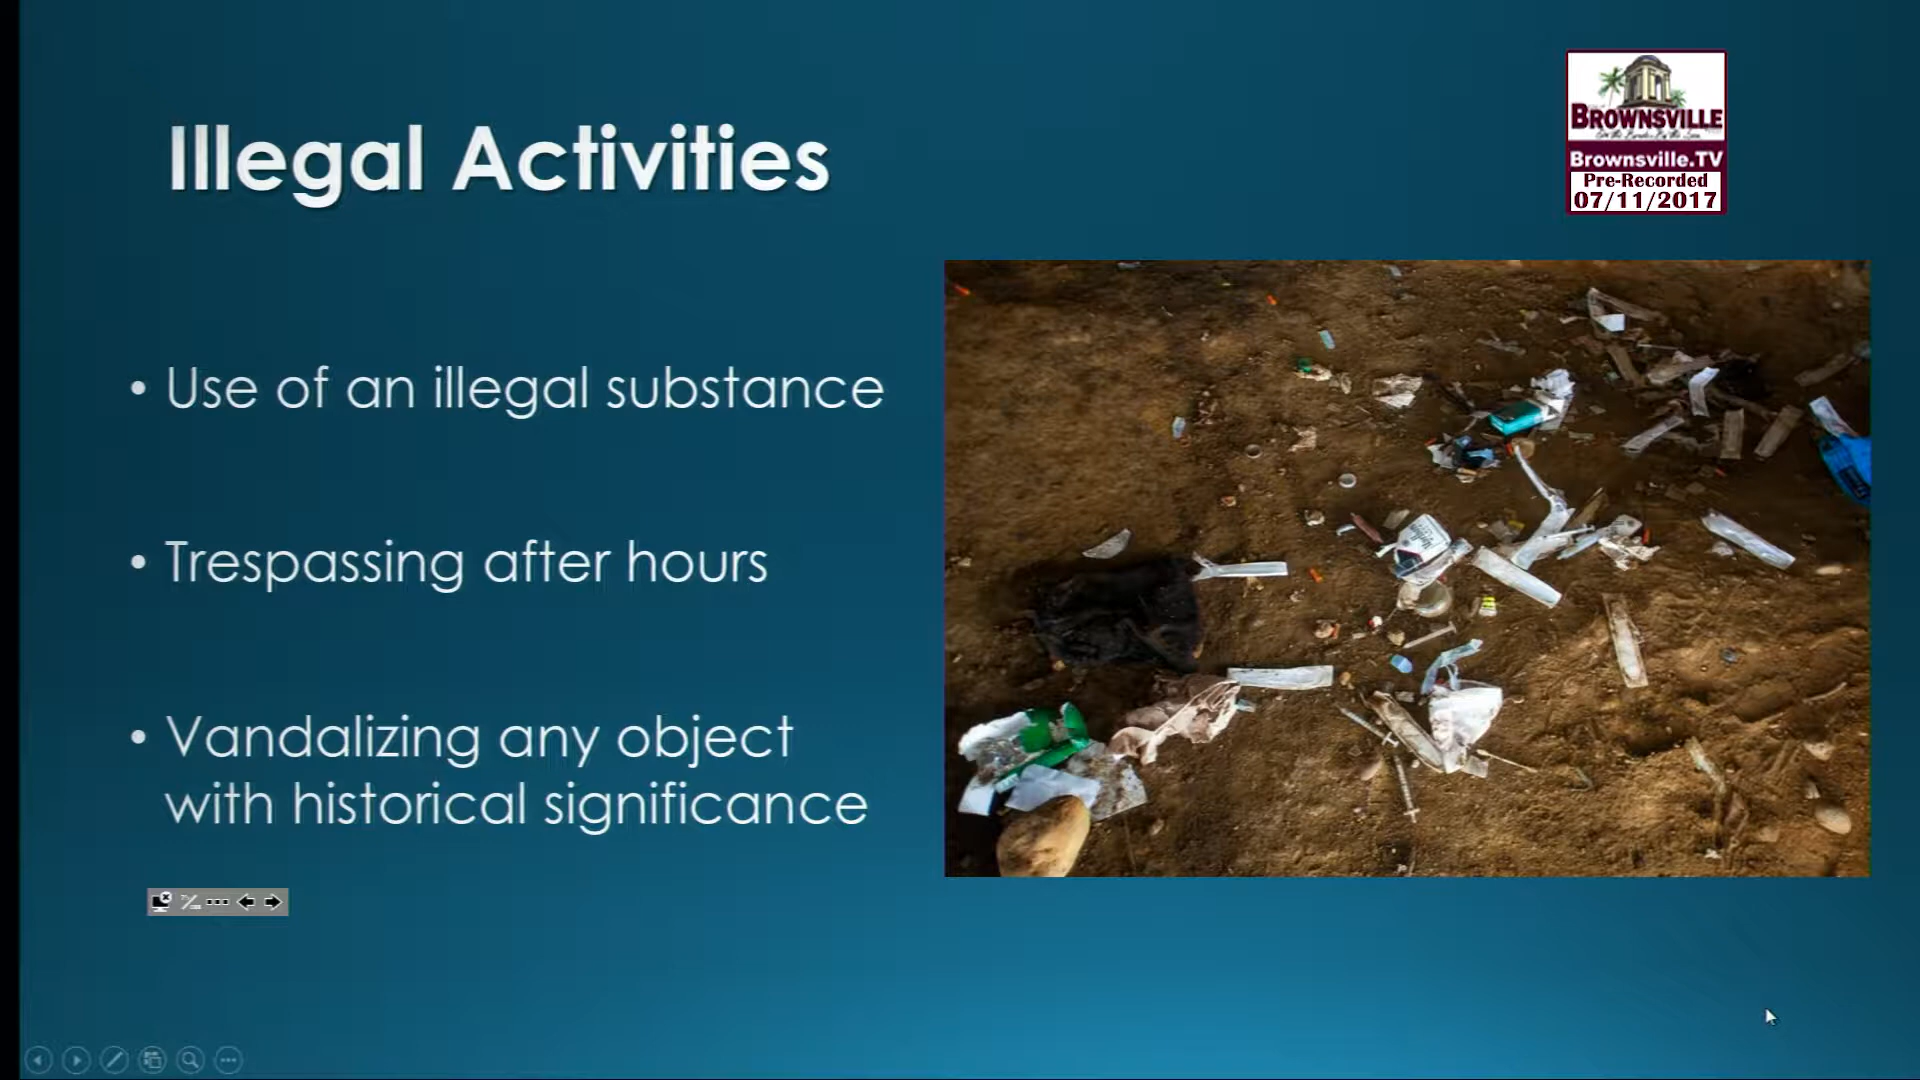 Illegal Activities
BROWNSVILLE
Brownsville.TV
Pre-Recorded
07/11/2017
• Use of an illegal substance
• Trespassing after hours
• Vandalizing any object
with historical significance